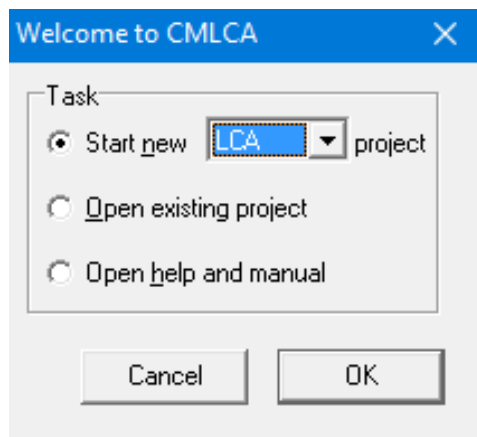 Welcome to CMLCA
Task
Start new LCA project
Open existing project
Open help and manual
Cancel OK